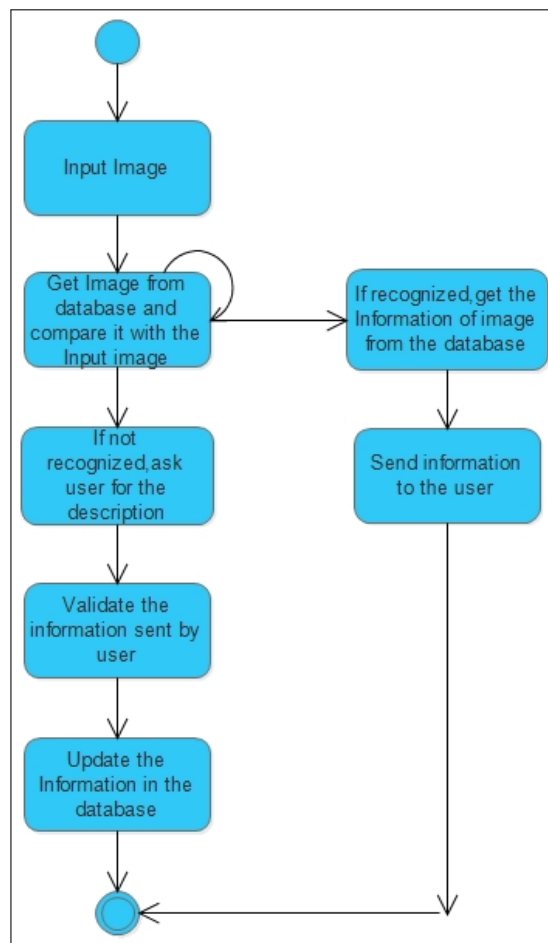 Input Image
Get Image from
database and
compare it with the
Input image
If recognized,get the
Information of image
from the database
If not
recognized,ask
user for the
description
Send information
to the user
Validate the
information sent by
user
Update the
Information in the
database